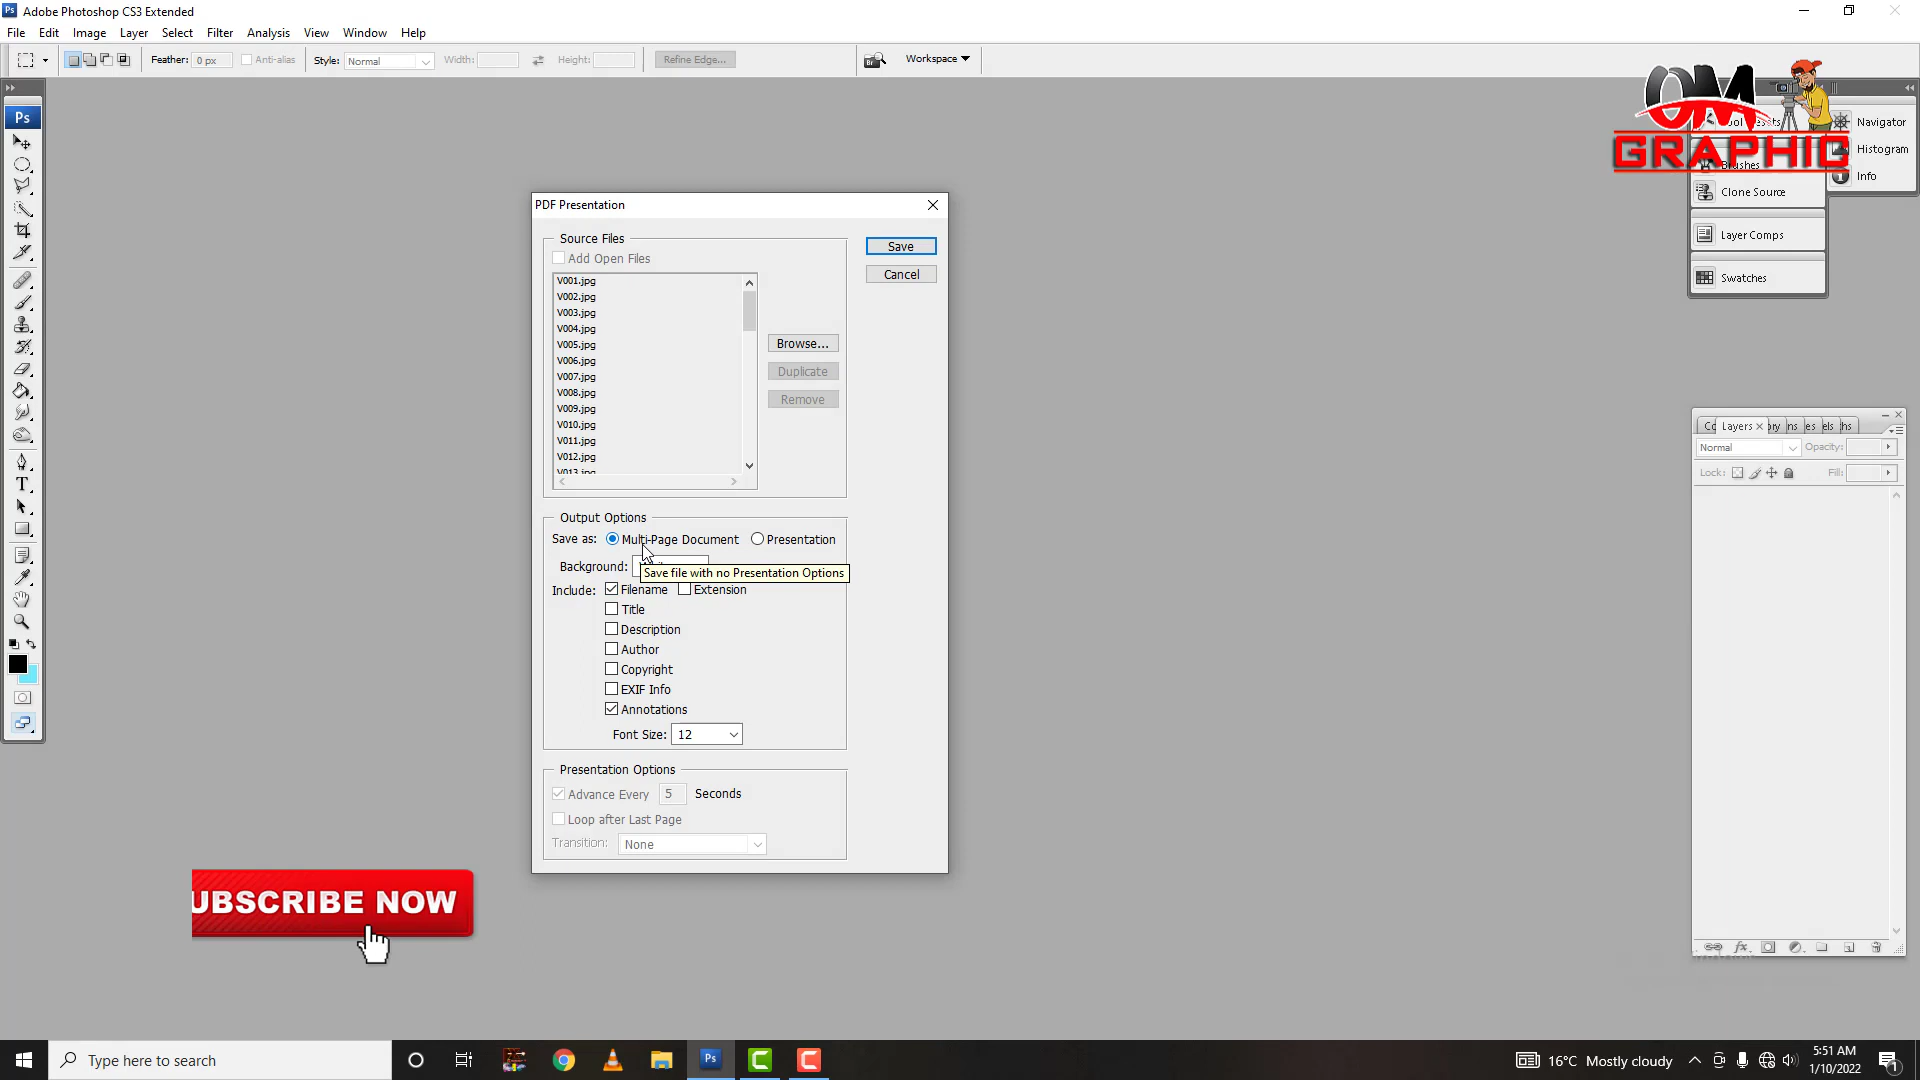 Adobe Photoshop CS3 Extended
File Edit Image Layer Select Filter Analysis View Window Help
Feather: 0 px Anti-alias Style: Normal Width: Height: Refine Edge... Workspace
OM
GRAPHIC
Navigator
Histogram
Info
Brushes
Clone Source
Layer Comps
Swatches
PDF Presentation
Source Files
Add Open Files
V001.jpg
V002.jpg
V003.jpg
V004.jpg
V005.jpg
V006.jpg
V007.jpg
V008.jpg
V009.jpg
V010.jpg
V011.jpg
V012.jpg
V013.jpg
Save
Cancel
Browse...
Duplicate
Remove
Output Options
Save as: Multi-Page Document Presentation
Background:
Save file with no Presentation Options
Include: Filename Extension
Title
Description
Author
Copyright
EXIF Info
Annotations
Font Size: 12
Presentation Options
Advance Every 5 Seconds
Loop after Last Page
Transition: None
Layers
Normal Opacity:
Lock: Fill:
UBSCRIBE NOW
Type here to search
16°C Mostly cloudy
5:51 AM
1/10/2022